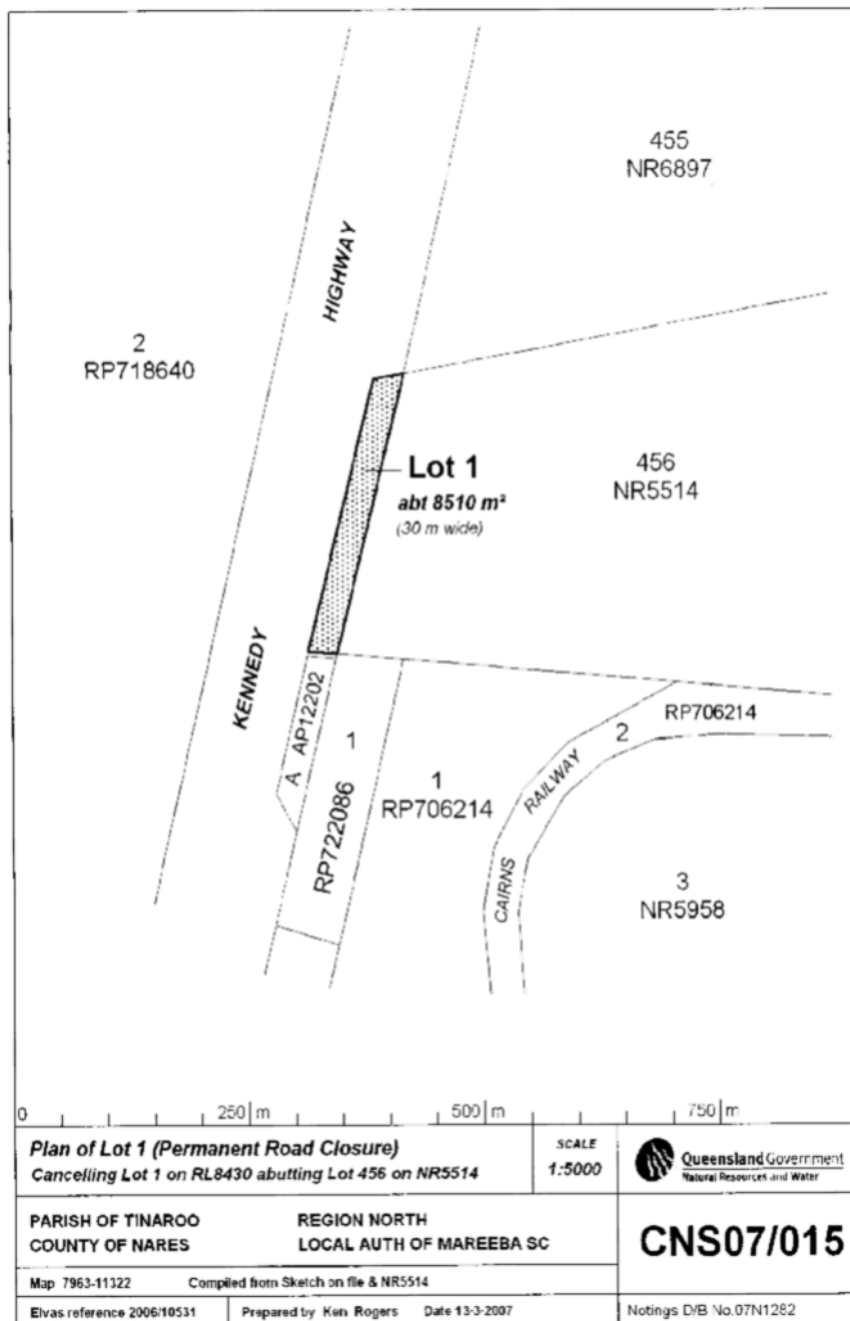 455
NR6897
HIGHWAY
2
RP718640
Lot 1
abt 8510 m²
(30 m wide)
456
NR5514
KENNEDY
A AP12202
1
RP722086
1
RP706214
RP706214
2
RAILWAY
CAIRNS
3
NR5958
0 250 m 500 m 750 m
Plan of Lot 1 (Permanent Road Closure)
Cancelling Lot 1 on RL8430 abutting Lot 456 on NR5514
SCALE
1:5000
Queensland Government
Natural Resources and Water
PARISH OF TINAROO REGION NORTH
COUNTY OF NARES LOCAL AUTH OF MAREEBA SC
CNS07/015
Map 7963-11322 Compiled from Sketch on file & NR5514
Elvas reference 2006/10531 Prepared by Ken Rogers Date 13-3-2007 Notings D/B No.07N1282